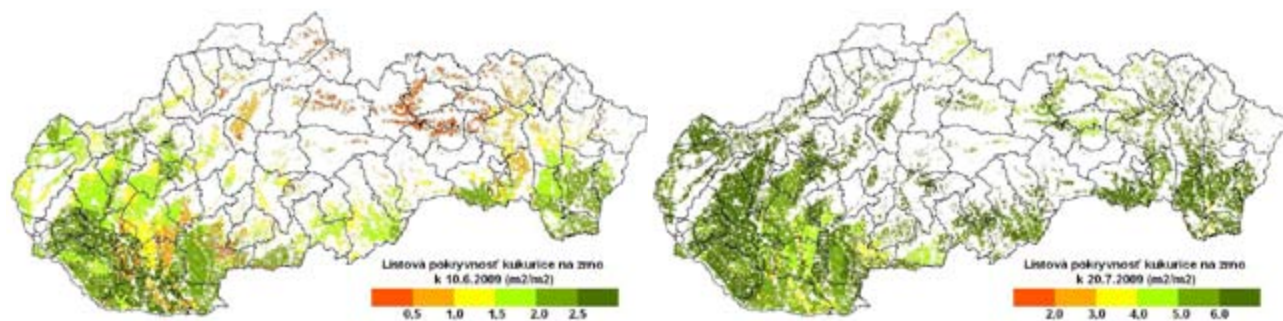 Listová pokryvnosť kukurice na zrno
k 10.6.2009 (m2/m2)
0,5 1,0 1,5 2,0 2,5
Listová pokryvnosť kukurice na zrno
k 20.7.2009 (m2/m2)
2,0 3,0 4,0 5,0 6,0